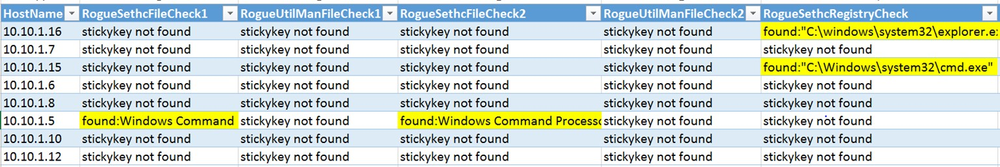 HostName RogueSethcFileCheck1 RogueUtilManFileCheck1 RogueSethcFileCheck2 RogueUtilManFileCheck2 RogueSethcRegistryCheck
10.10.1.16 stickykey not found stickykey not found stickykey not found stickykey not found found:"C:\windows\system32\explorer.ex
10.10.1.7 stickykey not found stickykey not found stickykey not found stickykey not found stickykey not found
10.10.1.15 stickykey not found stickykey not found stickykey not found stickykey not found found:"C:\Windows\system32\cmd.exe"
10.10.1.6 stickykey not found stickykey not found stickykey not found stickykey not found stickykey not found
10.10.1.8 stickykey not found stickykey not found stickykey not found stickykey not found stickykey not found
10.10.1.5 found:Windows Command stickykey not found found:Windows Command Processo stickykey not found stickykey not found
10.10.1.10 stickykey not found stickykey not found stickykey not found stickykey not found stickykey not found
10.10.1.12 stickykey not found stickykey not found stickykey not found stickykey not found stickykey not found